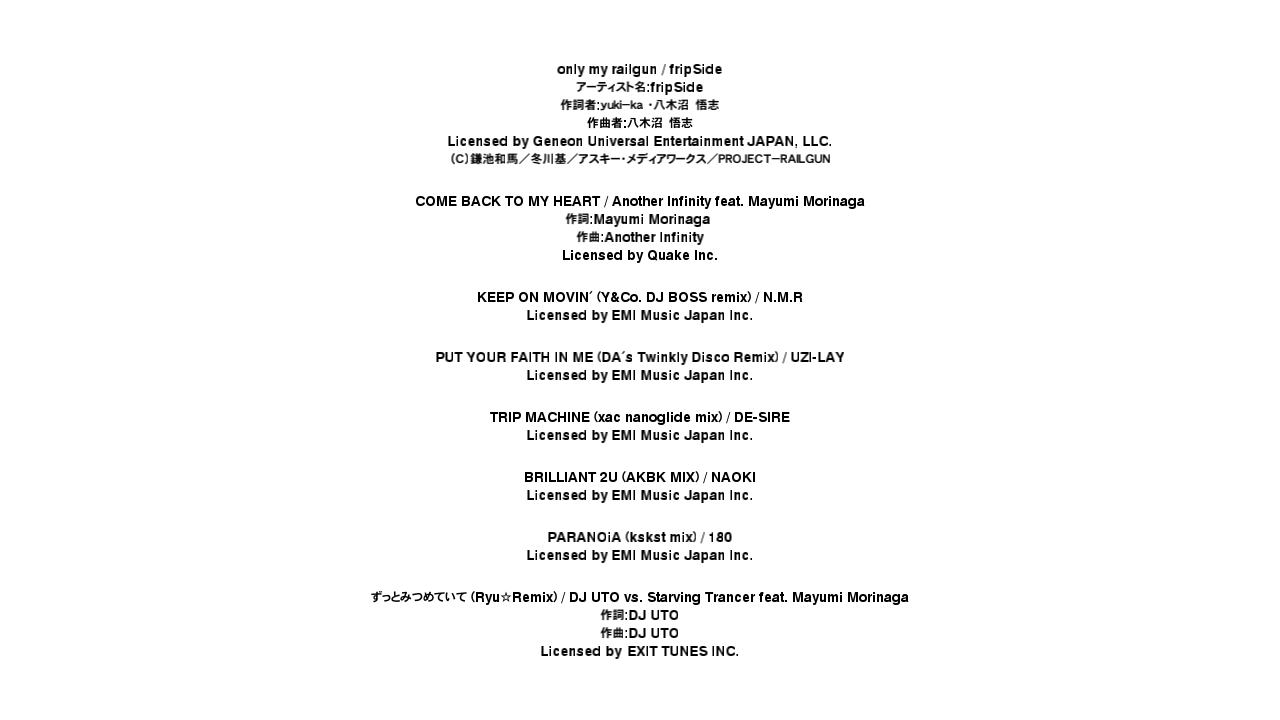 only my railgun / fripSide
アーティスト名:fripSide
作詞者:yuki-ka ・八木沼 悟志
作曲者:八木沼 悟志
Licensed by Geneon Universal Entertainment JAPAN, LLC.
(C)鎌池和馬／冬川基／アスキー・メディアワークス／PROJECT-RAILGUN
COME BACK TO MY HEART / Another Infinity feat. Mayumi Morinaga
作詞:Mayumi Morinaga
作曲:Another Infinity
Licensed by Quake Inc.
KEEP ON MOVIN´ (Y&Co. DJ BOSS remix) / N.M.R
Licensed by EMI Music Japan Inc.
PUT YOUR FAITH IN ME (DA´s Twinkly Disco Remix) / UZI-LAY
Licensed by EMI Music Japan Inc.
TRIP MACHINE (xac nanoglide mix) / DE-SIRE
Licensed by EMI Music Japan Inc.
BRILLIANT 2U (AKBK MIX) / NAOKI
Licensed by EMI Music Japan Inc.
PARANOiA (kskst mix) / 180
Licensed by EMI Music Japan Inc.
ずっとみつめていて (Ryu☆Remix) / DJ UTO vs. Starving Trancer feat. Mayumi Morinaga
作詞:DJ UTO
作曲:DJ UTO
Licensed by EXIT TUNES INC.